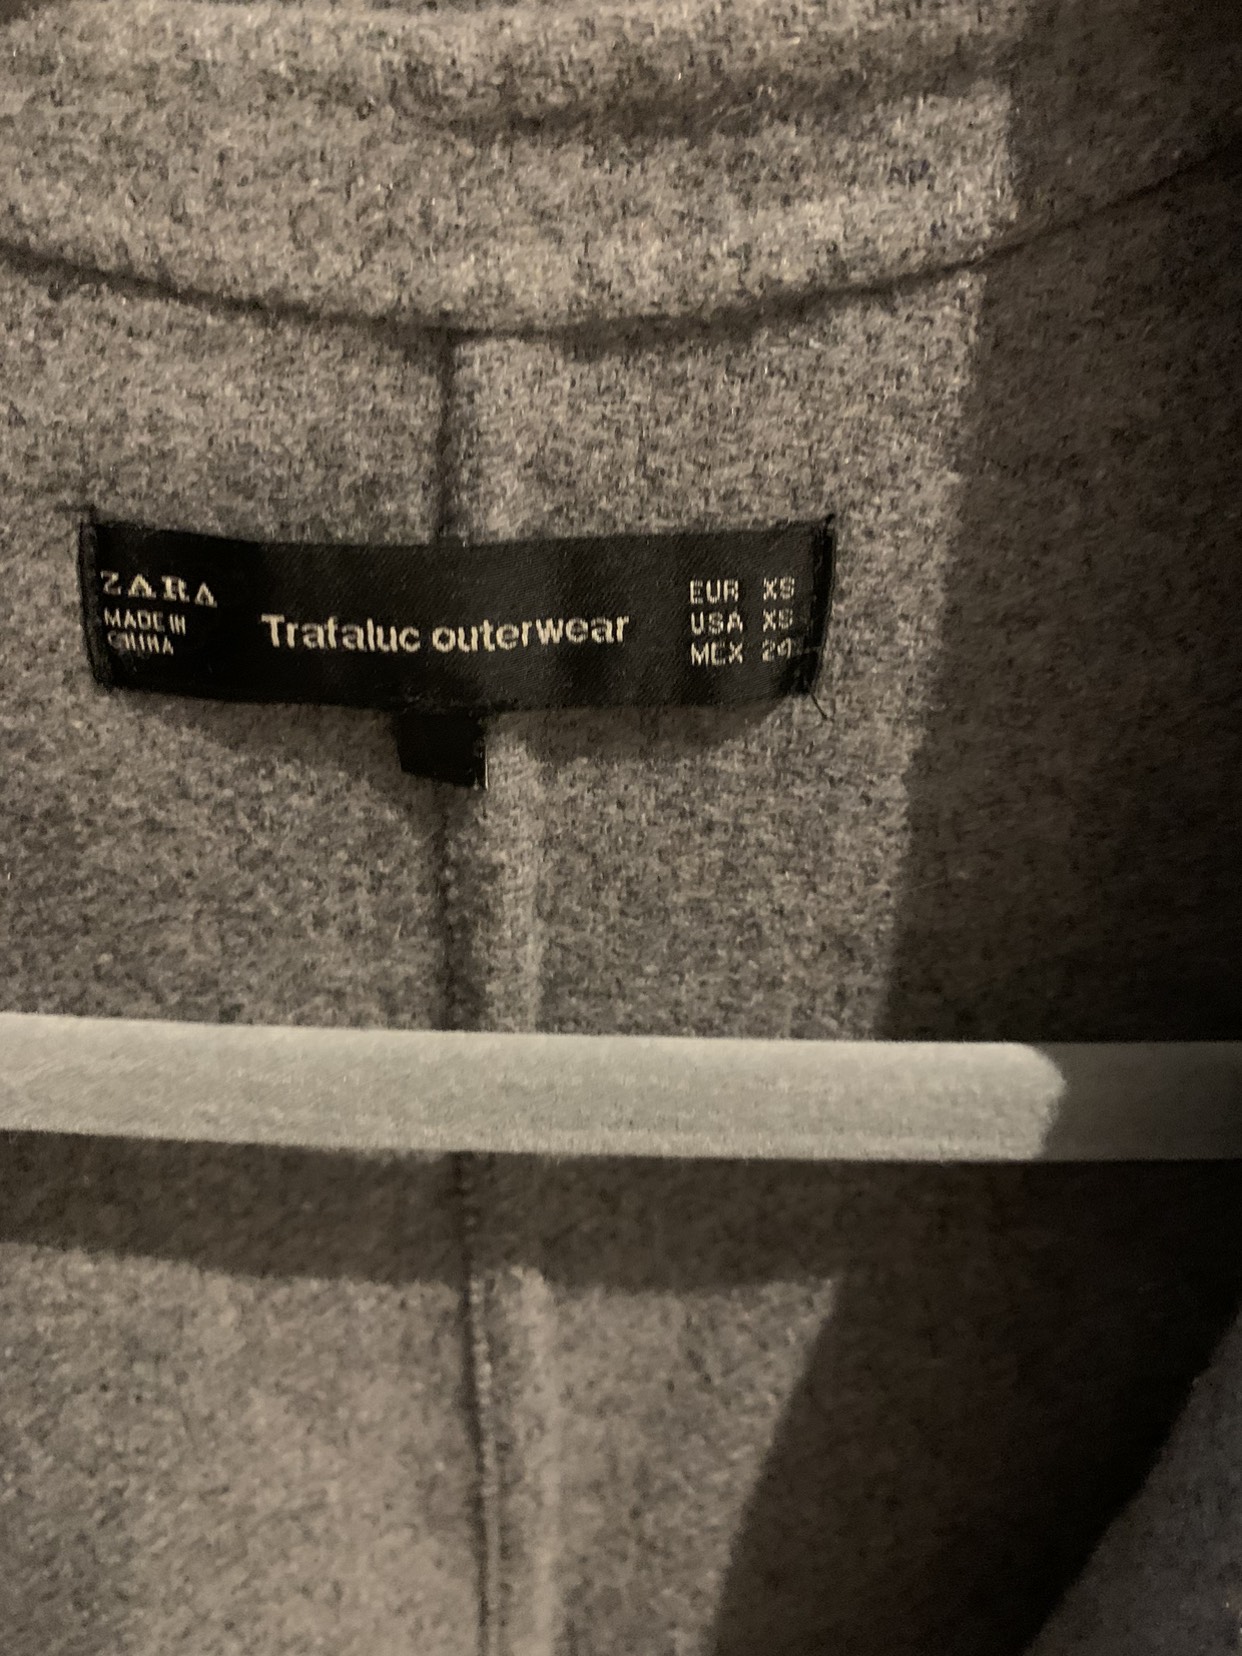 ZARA
MADE IN
CHINA
Trafaluc outerwear
EUR XS
USA XS
MEX 24